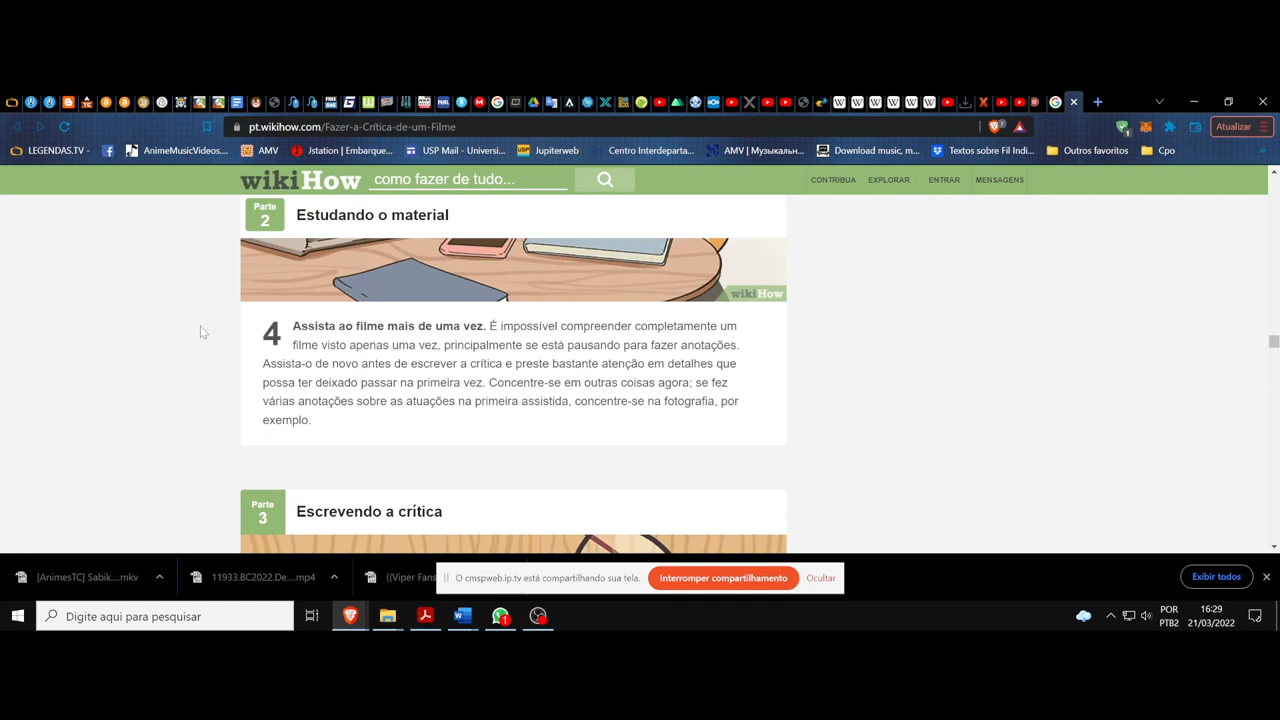 pt.wikihow.com/Fazer-a-Crítica-de-um-Filme
7
1
Atualizar
LEGENDAS.TV -
AnimeMusicVideos...
AMV
Jstation | Embarque...
USP Mail - Universi...
Jupiterweb
Centro Interdeparta...
AMV | Музыкальн...
Download music, m...
Textos sobre Fil Indi...
Outros favoritos
Cpo
wikiHow
como fazer de tudo...
CONTRIBUA
EXPLORAR
ENTRAR
MENSAGENS
Parte
2
Estudando o material
wikiHow
4
Assista ao filme mais de uma vez. É impossível compreender completamente um
filme visto apenas uma vez, principalmente se está pausando para fazer anotações.
Assista-o de novo antes de escrever a crítica e preste bastante atenção em detalhes que
possa ter deixado passar na primeira vez. Concentre-se em outras coisas agora; se fez
várias anotações sobre as atuações na primeira assistida, concentre-se na fotografia, por
exemplo.
Parte
3
Escrevendo a crítica
[AnimesTC] Sabik....mkv
11933.BC2022.De....mp4
((Viper Fans
O cmspweb.ip.tv está compartilhando sua tela.
Interromper compartilhamento
Ocultar
Exibir todos
Digite aqui para pesquisar
1
POR
PTB2
16:29
21/03/2022